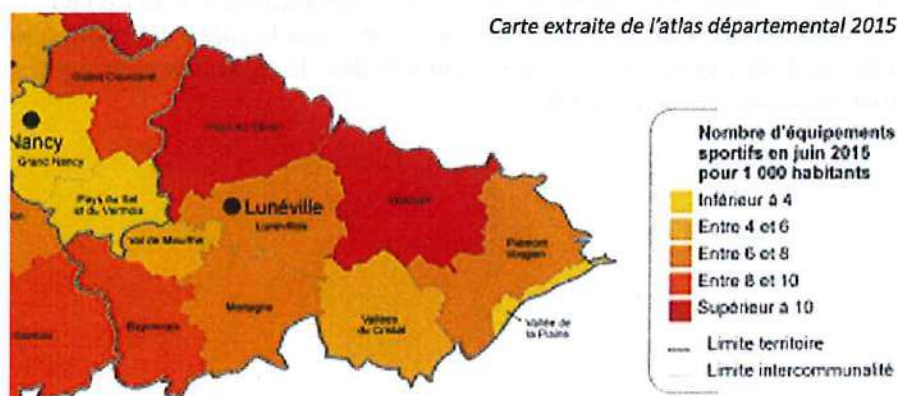 Carte extraite de l'atlas départemental 2015
Grand Couronné
Nancy
Grand Nancy
Pays du Sel
et du Vermois
Val de Meurthe
Lunéville
Lunévillois
Mortagne
Bayonnais
Vallées
du Cristal
Piémont
Vosgien
Vallée de
la Plaine
Nombre d'équipements
sportifs en juin 2015
pour 1 000 habitants
Inférieur à 4
Entre 4 et 6
Entre 6 et 8
Entre 8 et 10
Supérieur à 10
Limite territoire
Limite intercommunalité